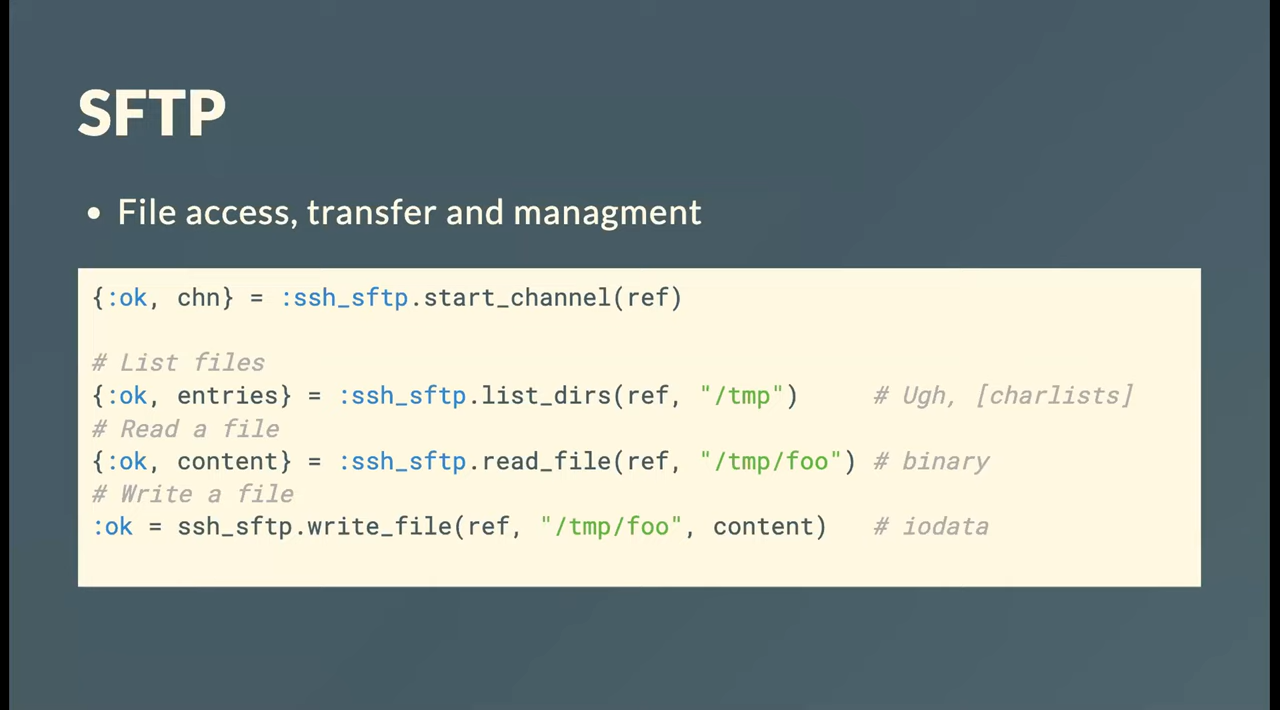 SFTP
• File access, transfer and managment
{:ok, chn} = :ssh_sftp.start_channel(ref)
# List files
{:ok, entries} = :ssh_sftp.list_dirs(ref, "/tmp")     # Ugh, [charlists]
# Read a file
{:ok, content} = :ssh_sftp.read_file(ref, "/tmp/foo") # binary
# Write a file
:ok = ssh_sftp.write_file(ref, "/tmp/foo", content)   # iodata